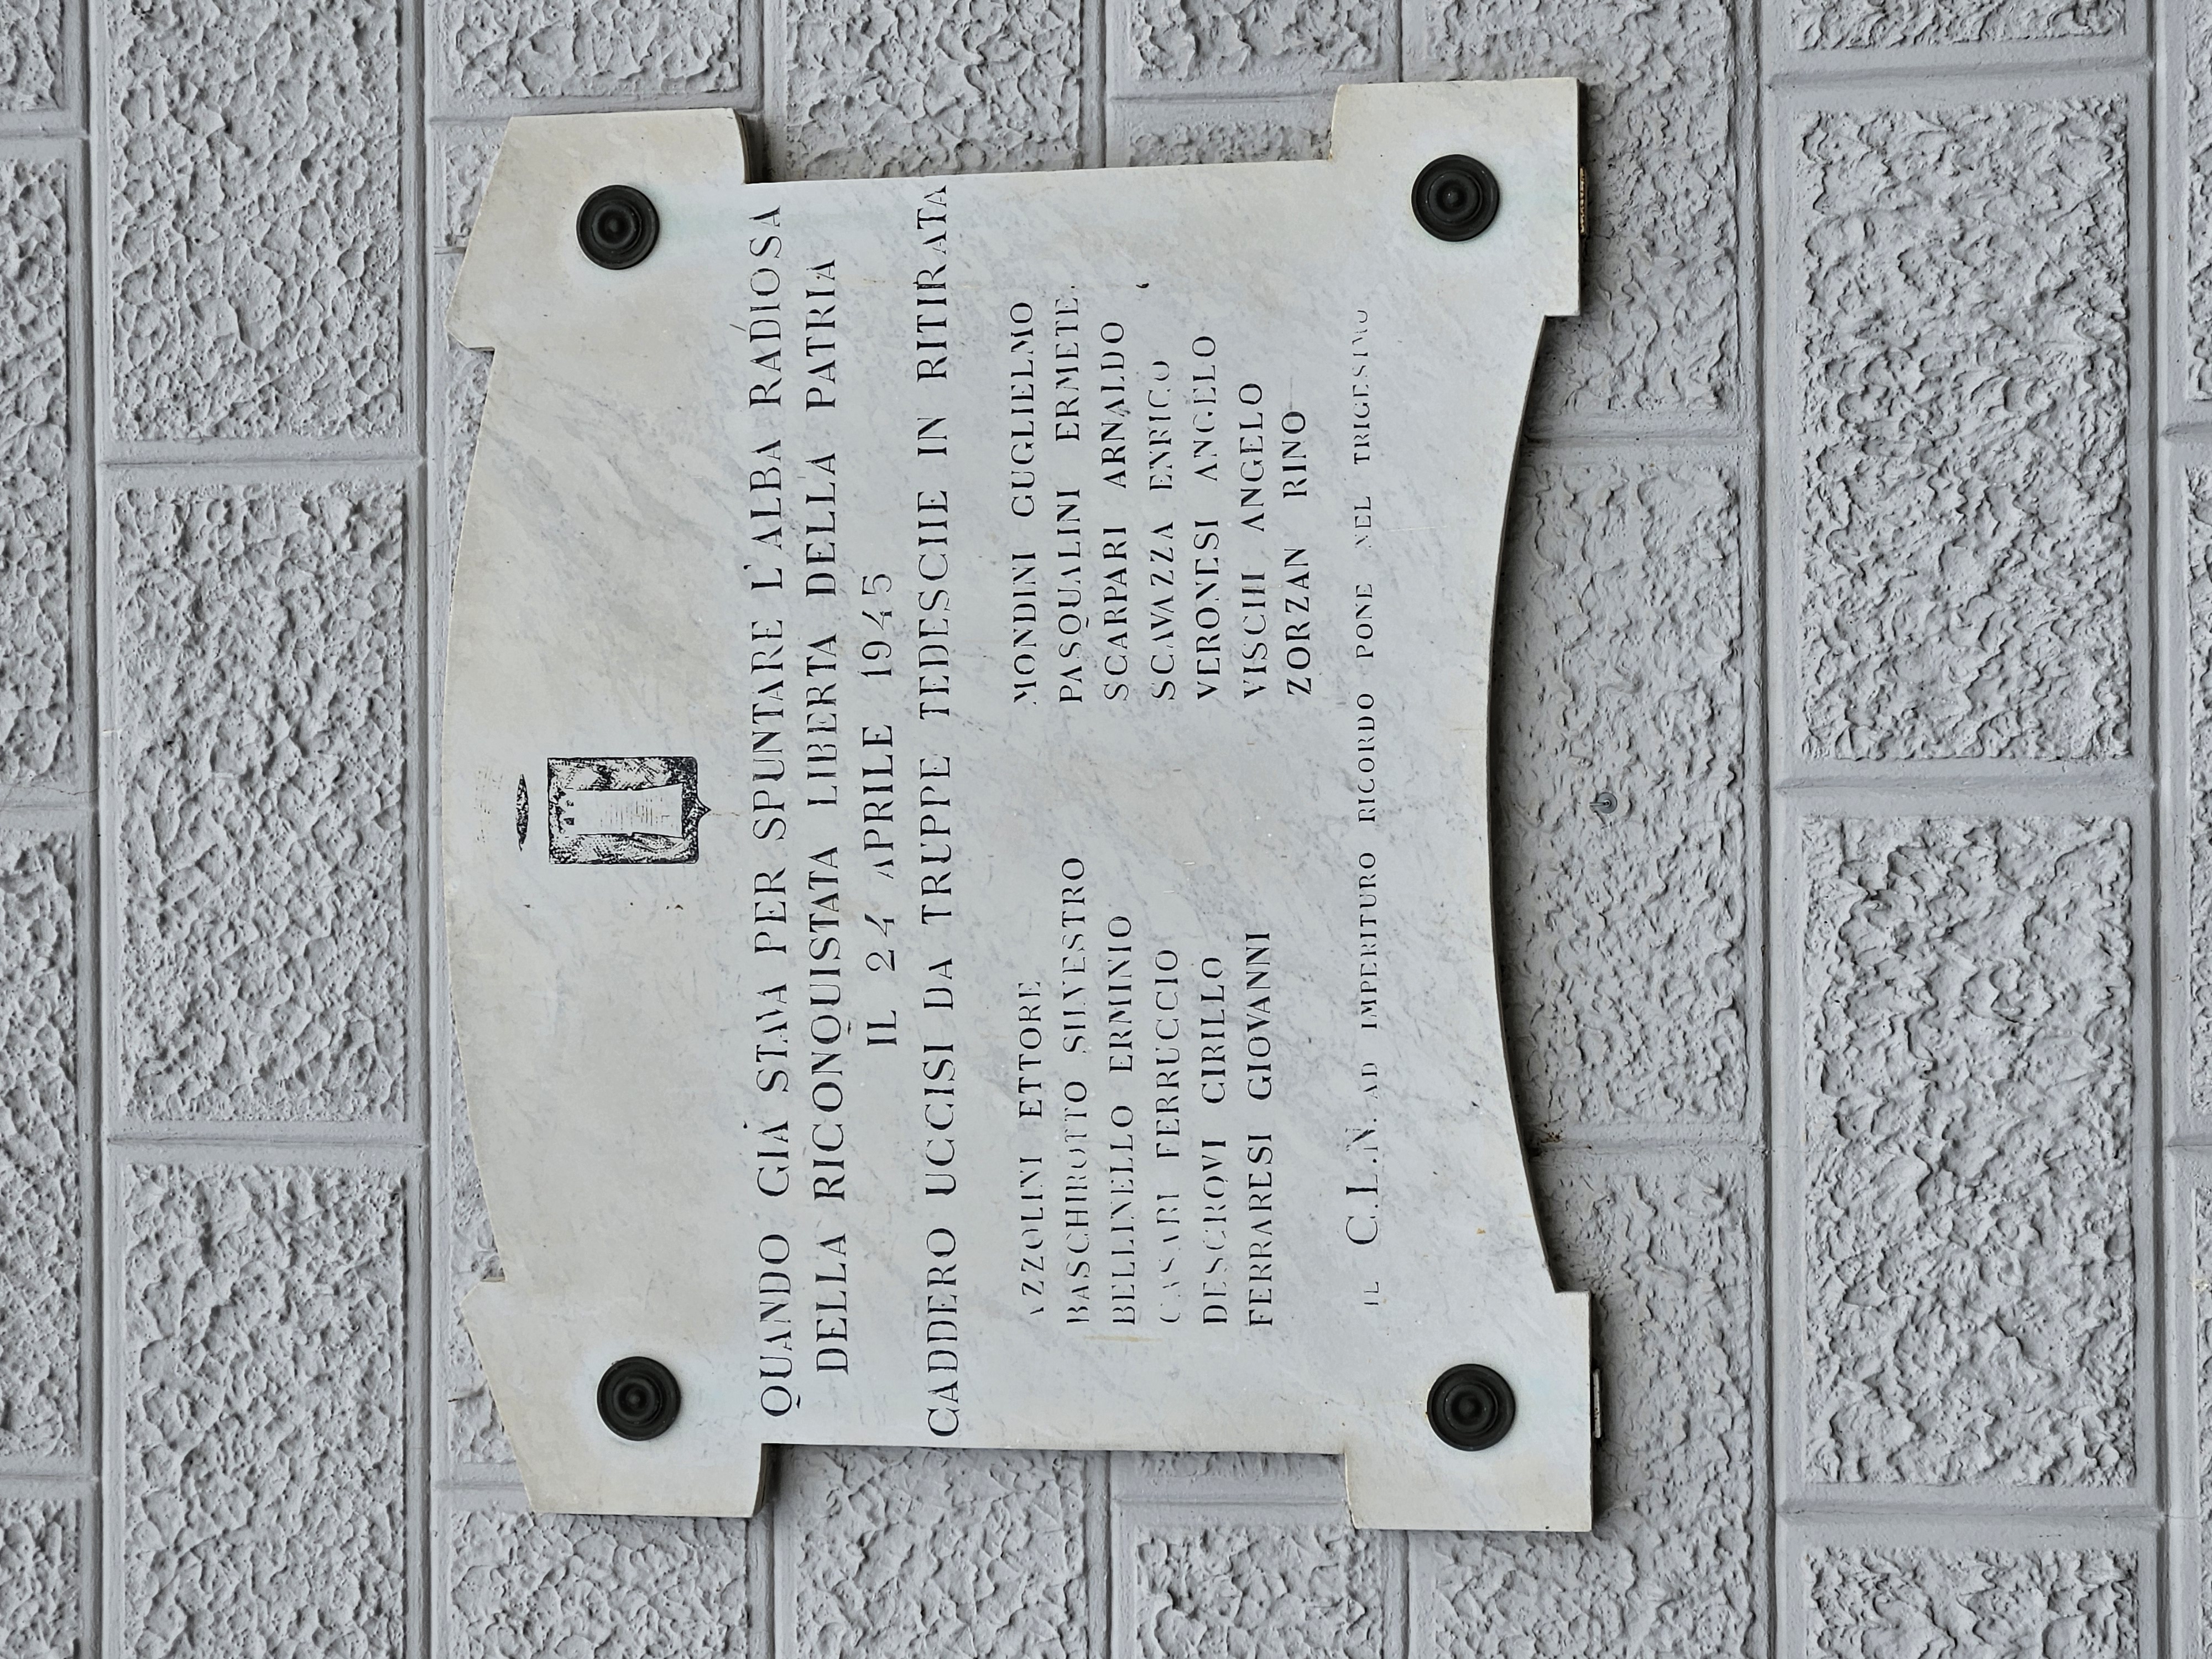 QUANDO GIÀ STAVA PER SPUNTARE L'ALBA RADIOSA
DELLA RICONQUISTATA LIBERTA DELLA PATRIA
IL 24 APRILE 1945
CADDERO UCCISI DA TRUPPE TEDESCHE IN RITIRATA
AZZOLINI ETTORE
BASCHIROTTO SILVESTRO
BELLINELLO ERMINIO
CASARI FERRUCCIO
DESCROVI CIRILLO
FERRARESI GIOVANNI
MONDINI GUGLIELMO
PASQUALINI ERMETE
SCARPARI ARNALDO
SCAVAZZA ENRICO
VERONESI ANGELO
VISCHI ANGELO
ZORZAN RINO
IL C.L.N. AD IMPERITURO RICORDO PONE NEL TRIGESIMO